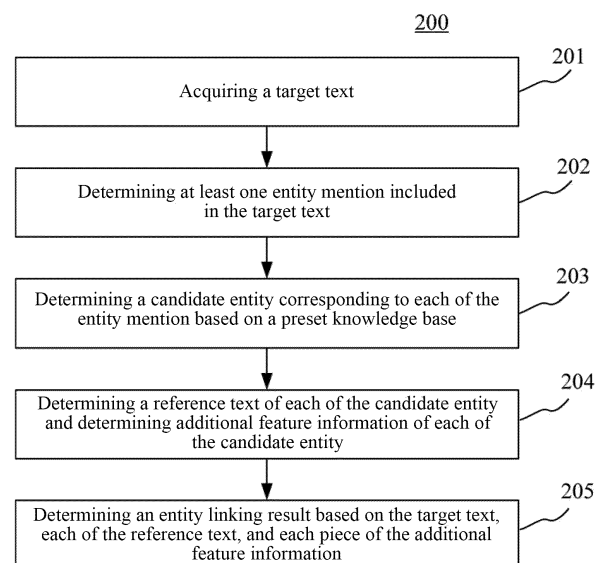 200
201
Acquiring a target text
202
Determining at least one entity mention included
in the target text
203
Determining a candidate entity corresponding to each of the
entity mention based on a preset knowledge base
204
Determining a reference text of each of the candidate entity
and determining additional feature information of each of
the candidate entity
205
Determining an entity linking result based on the target text,
each of the reference text, and each piece of the additional
feature information